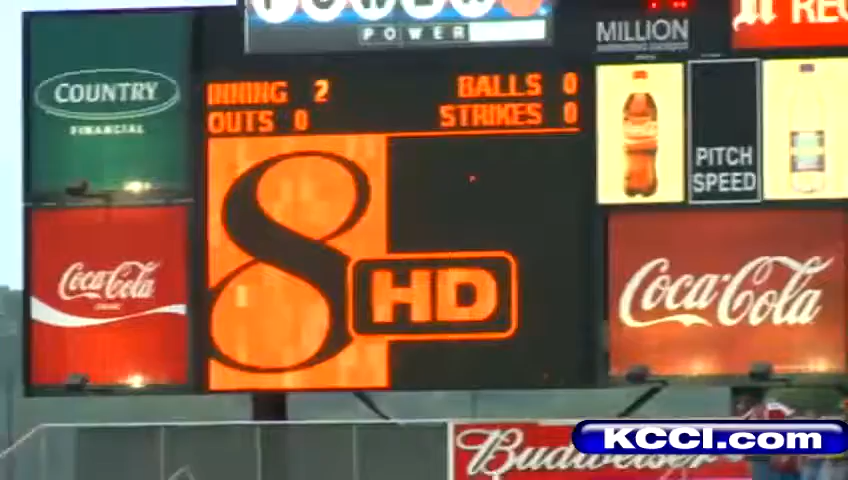 POWER
MILLION
REC
COUNTRY
FINANCIAL
INNING 2
BALLS 0
OUTS 0
STRIKES 0
PITCH
SPEED
8
HD
Coca-Cola
Coca-Cola
Budweiser
KCCI.com